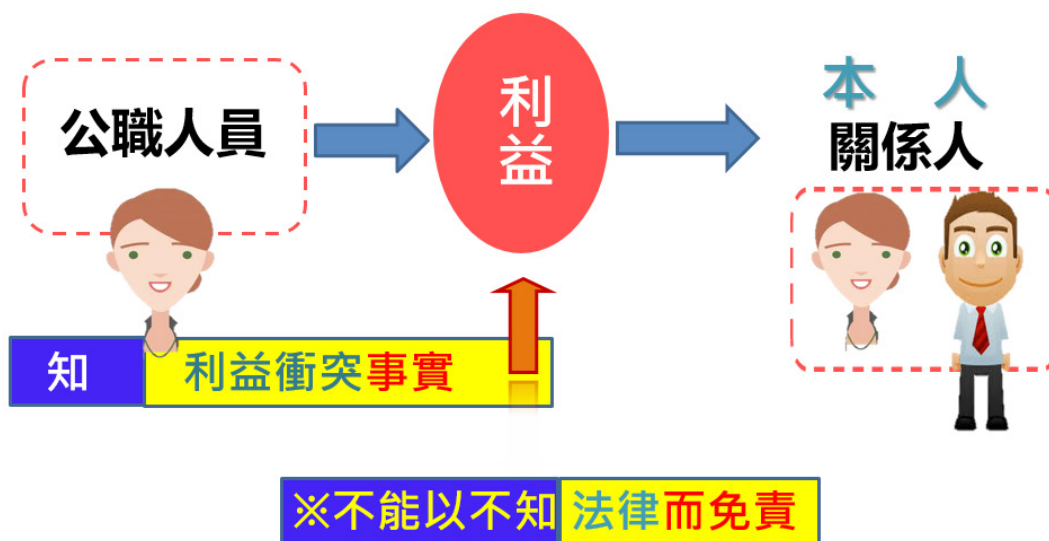 公職人員
利益
本人
關係人
知 利益衝突事實
※不能以不知法律而免責